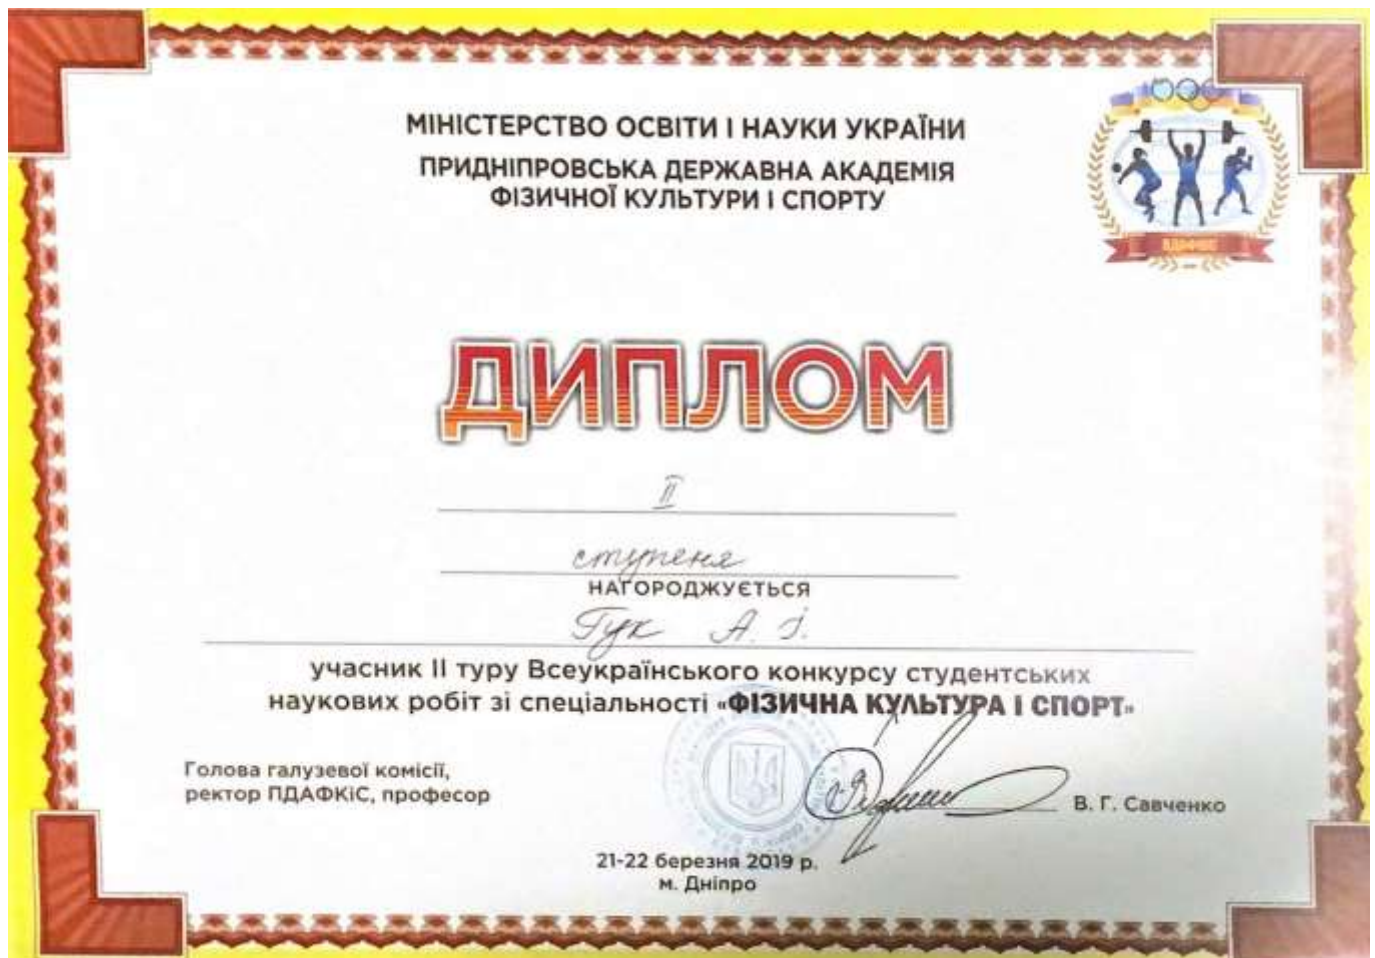 МІНІСТЕРСТВО ОСВІТИ І НАУКИ УКРАЇНИ
ПРИДНІПРОВСЬКА ДЕРЖАВНА АКАДЕМІЯ
ФІЗИЧНОЇ КУЛЬТУРИ І СПОРТУ
ДИПЛОМ
ІІ
ступеня
НАГОРОДЖУЄТЬСЯ
Гук А. І.
учасник ІІ туру Всеукраїнського конкурсу студентських
наукових робіт зі спеціальності «ФІЗИЧНА КУЛЬТУРА І СПОРТ»
Голова галузевої комісії,
ректор ПДАФКіС, професор
В. Г. Савченко
21-22 березня 2019 р.
м. Дніпро